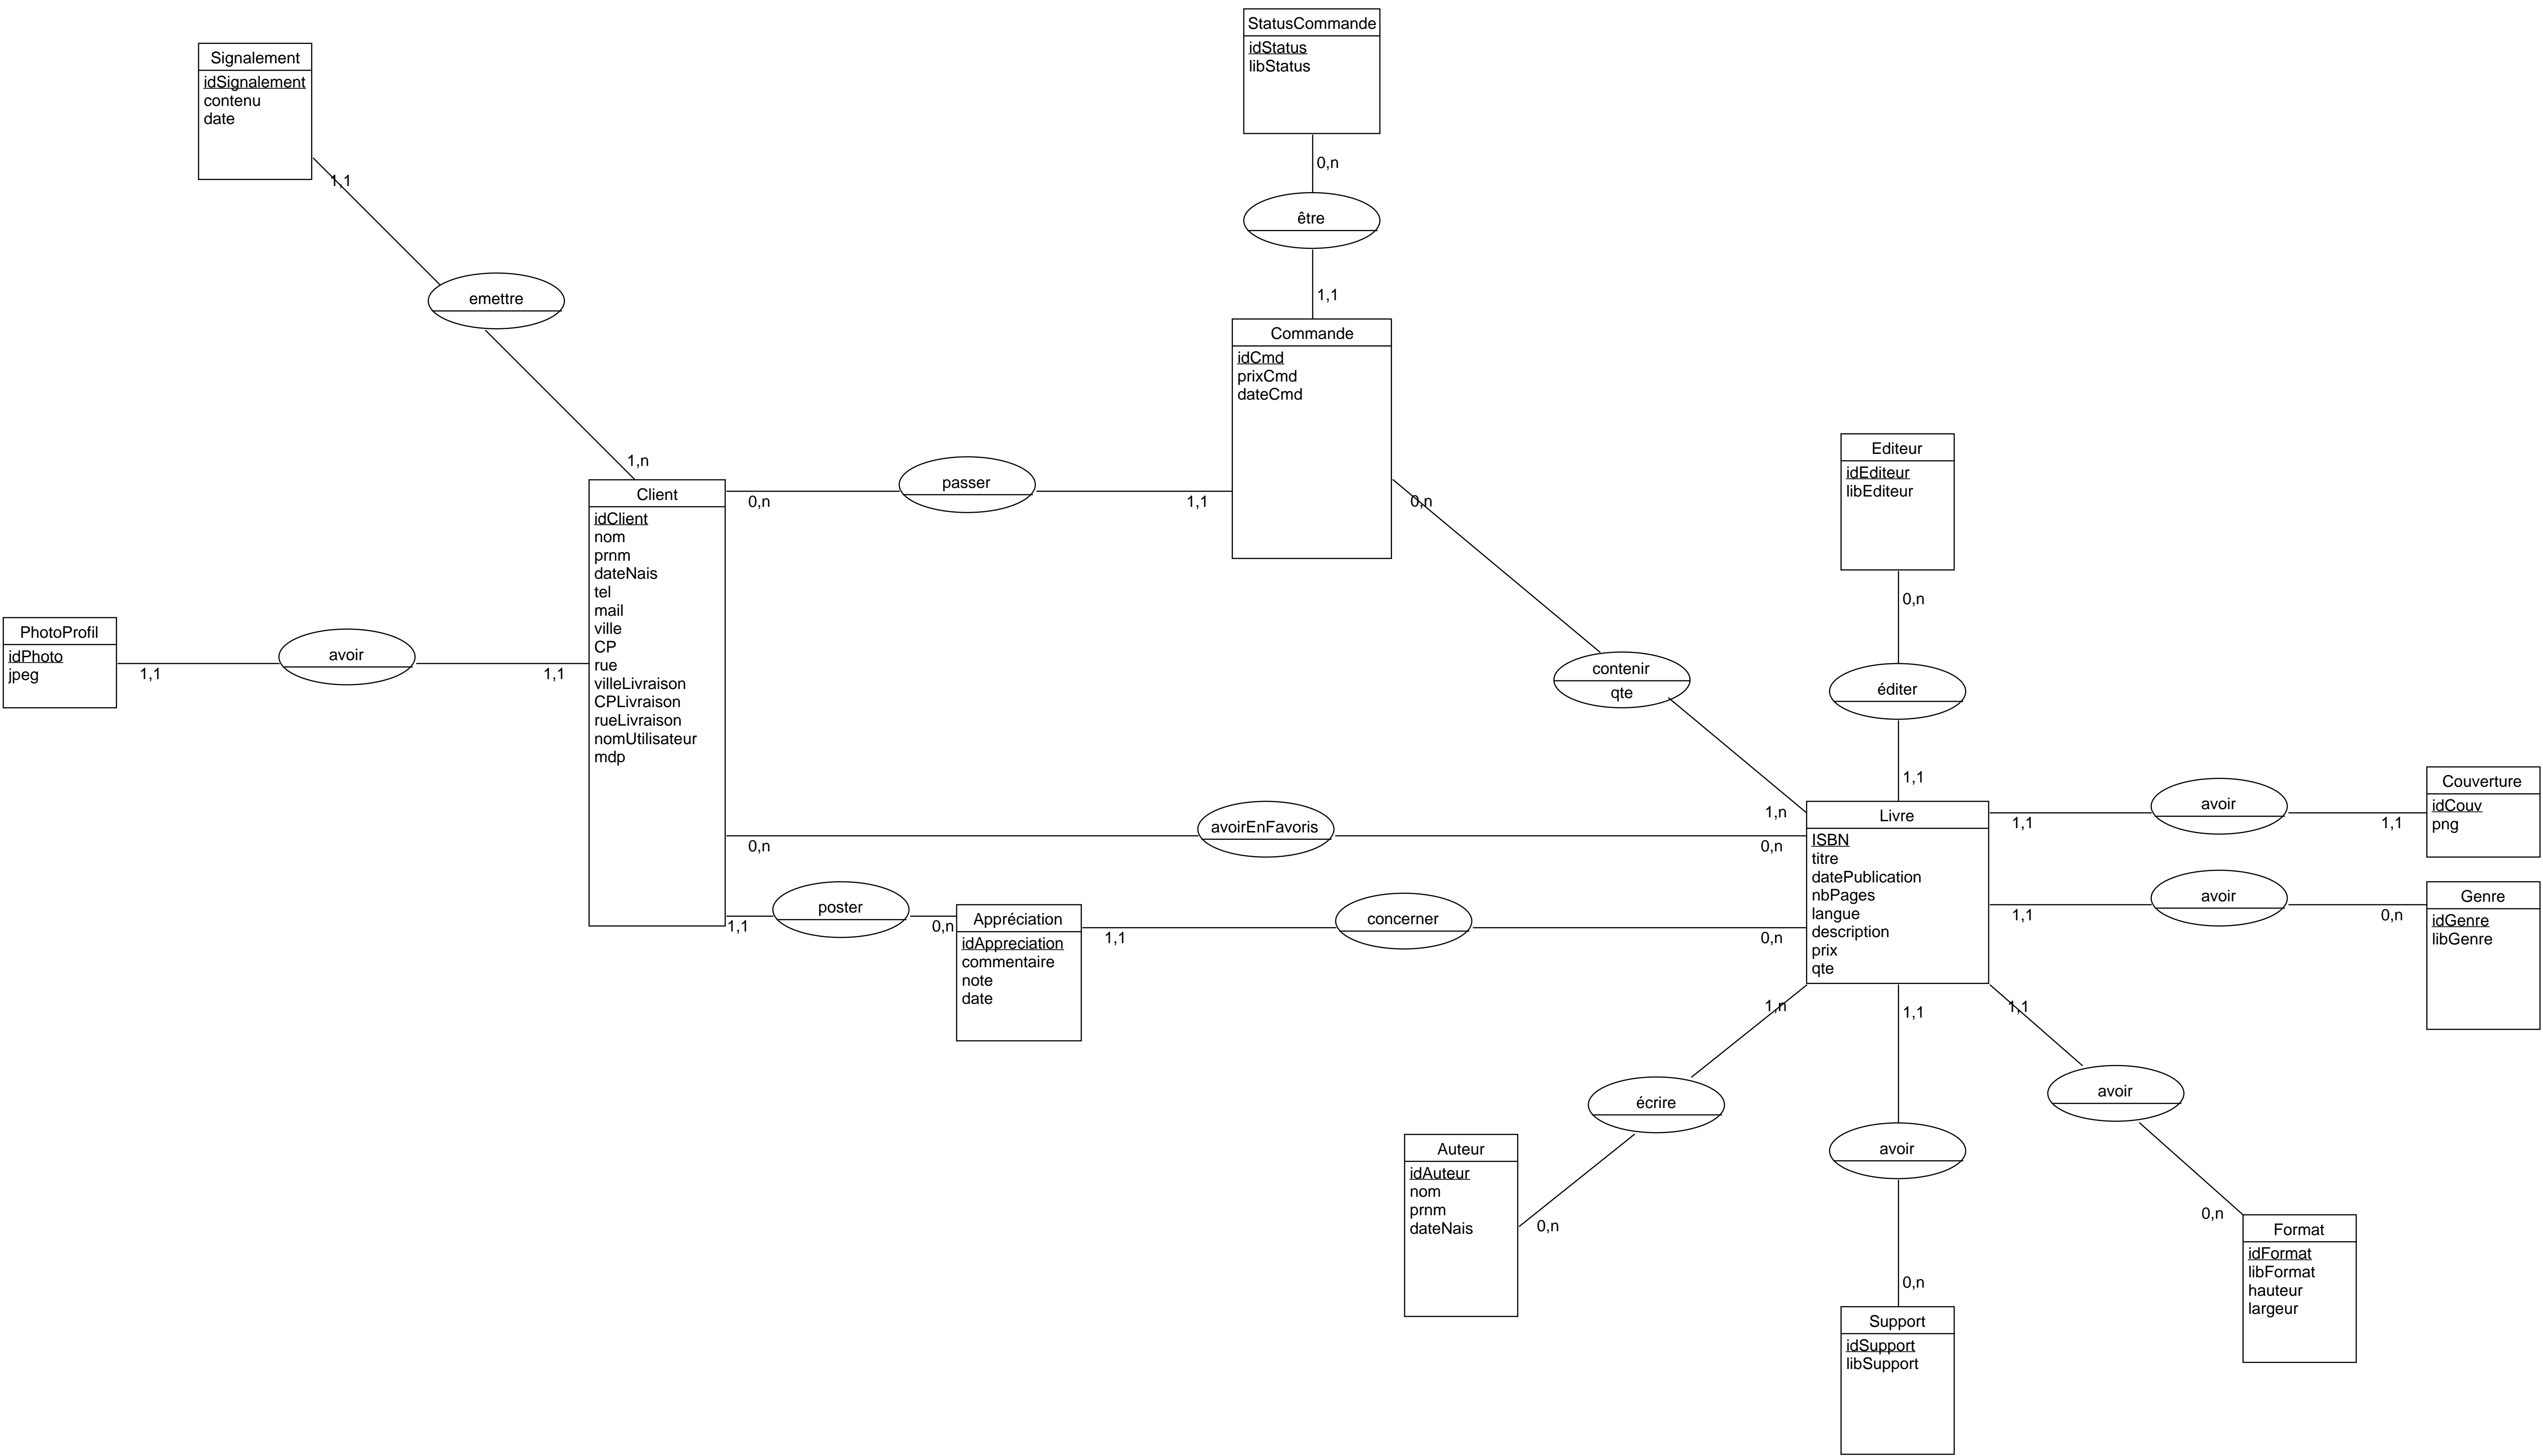 StatusCommande
idStatus
libStatus
0,n
être
1,1
Signalement
idSignalement
contenu
date
1,1
emettre
1,n
Commande
idCmd
prixCmd
dateCmd
0,n
Client
idClient
nom
prnm
dateNais
tel
mail
ville
CP
rue
villeLivraison
CPLivraison
rueLivraison
nomUtilisateur
mdp
0,n
passer
1,1
Editeur
idEditeur
libEditeur
0,n
éditer
1,1
PhotoProfil
idPhoto
jpeg
1,1
avoir
1,1
contenir
qte
1,n
0,n
avoirEnFavoris
0,n
Livre
ISBN
titre
datePublication
nbPages
langue
description
prix
qte
1,1
avoir
1,1
Couverture
idCouv
png
1,1
avoir
0,n
Genre
idGenre
libGenre
1,1
poster
0,n
Appréciation
idAppreciation
commentaire
note
date
1,1
concerner
0,n
1,n
écrire
0,n
Auteur
idAuteur
nom
prnm
dateNais
1,1
avoir
0,n
Support
idSupport
libSupport
1,1
avoir
0,n
Format
idFormat
libFormat
hauteur
largeur